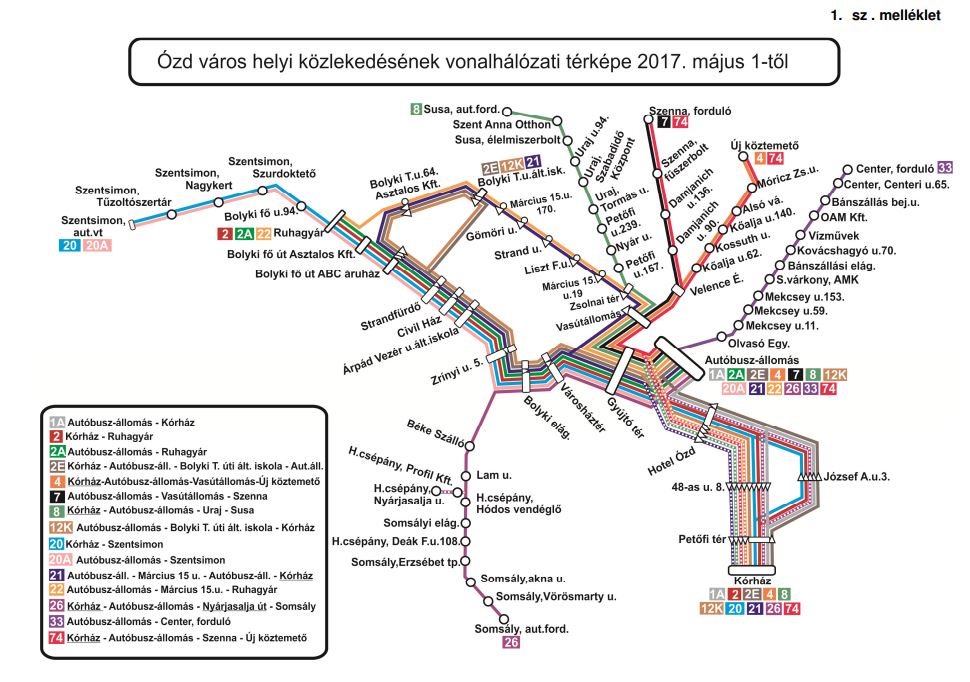 1. sz . melléklet
Ózd város helyi közlekedésének vonalhálózati térképe 2017. május 1-től
8 Susa, aut.ford.
Szent Anna Otthon
Susa, élelmiszerbolt
Uraj u.94.
Uraj,
Szabadidő
Központ
Uraj,
Tormás u.
Petőfi
u.239.
Nyár u.
Petőfi
u.167.
Szenna, forduló
7 74
Szenna,
fűszerbolt
Damjanich
u.136.
Damjanich
u. 90.
Új köztemető
4 74
Móricz Zs.u.
Alsó vá.
Kőalja u.140.
Kossuth u.
Kőalja u.62.
Velence É.
Center, forduló 33
Center, Centeri u.65.
Bánszállás bej.u.
OAM Kft.
Vízművek
Kovácshagyó u.70.
Bánszállási elág.
S.várkony, AMK
Mekcsey u.153.
Mekcsey u.59.
Mekcsey u.11.
Olvasó Egy.
Autóbusz-állomás
1A 2A 2E 4 7 8 12K
20A 21 22 26 33 74
Szentsimon,
Szurdoktető
Szentsimon,
Nagykert
Szentsimon,
Tűzoltószertár
Szentsimon,
aut.vt
20 20A
Bolyki fő u.94.
2 2A 22 Ruhagyár
Bolyki fő út Asztalos Kft.
Bolyki fő út ABC áruház
Bolyki T.u.64.
Asztalos Kft.
2E 12K 21
Bolyki T.u.ált.isk.
Március 15.u.
170.
Gömöri u.
Strand u.
Liszt F.u.
Március 15.
u.19
Zsolnai tér
Vasútállomás
Strandfürdő
Civil Ház
Árpád Vezér u.ált.iskola
Zrínyi u. 5.
Bolyki elág.
Városháztér
Gyújtó tér
Hotel Ózd
József A.u.3.
48-as u. 8.
Petőfi tér
Kórház
1A 2 2E 4 8
12K 20 21 26 74
Béke Szálló
Lam u.
H.csépány, Profil Kft.
H.csépány,
Nyárjasalja u.
H.csépány,
Hódos vendéglő
Somsályi elág.
H.csépány, Deák F.u.108.
Somsály,Erzsébet tp.
Somsály,akna u.
Somsály,Vörösmarty u.
Somsály, aut.ford.
26
1A Autóbusz-állomás - Kórház
2 Kórház - Ruhagyár
2A Autóbusz-állomás - Ruhagyár
2E Kórház - Autóbusz-áll. - Bolyki T. úti ált. iskola - Aut.áll.
4 Kórház-Autóbusz-állomás-Vasútállomás-Új köztemető
7 Autóbusz-állomás - Vasútállomás - Szenna
8 Kórház - Autóbusz-állomás - Uraj - Susa
12K Autóbusz-állomás - Bolyki T. úti ált. iskola - Kórház
20 Kórház - Szentsimon
20A Autóbusz-állomás - Szentsimon
21 Autóbusz-áll. - Március 15 u. - Autóbusz-áll. - Kórház
22 Autóbusz-állomás - Március 15.u. - Ruhagyár
26 Kórház - Autóbusz-állomás - Nyárjasalja út - Somsály
33 Autóbusz-állomás - Center, forduló
74 Kórház - Autóbusz-állomás - Szenna - Új köztemető